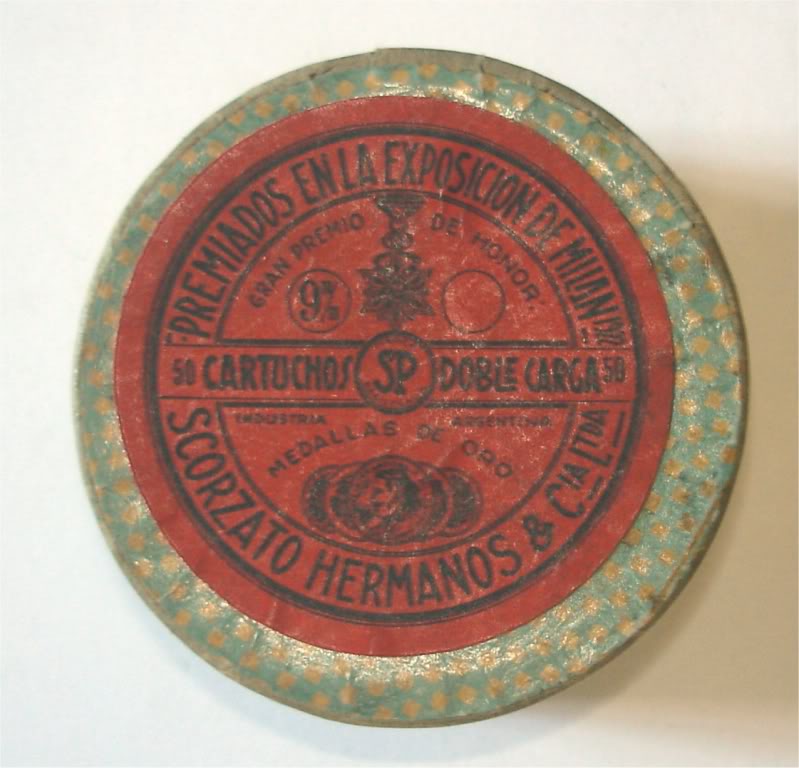 PREMIADOS EN LA EXPOSICION DE MILAN
GRAN PREMIO DE HONOR.
9 m/m
50 CARTUCHOS SP DOBLE CARGA 50
INDUSTRIA ARGENTINA
MEDALLAS DE ORO
SCORZATO HERMANOS & CIA LTDA